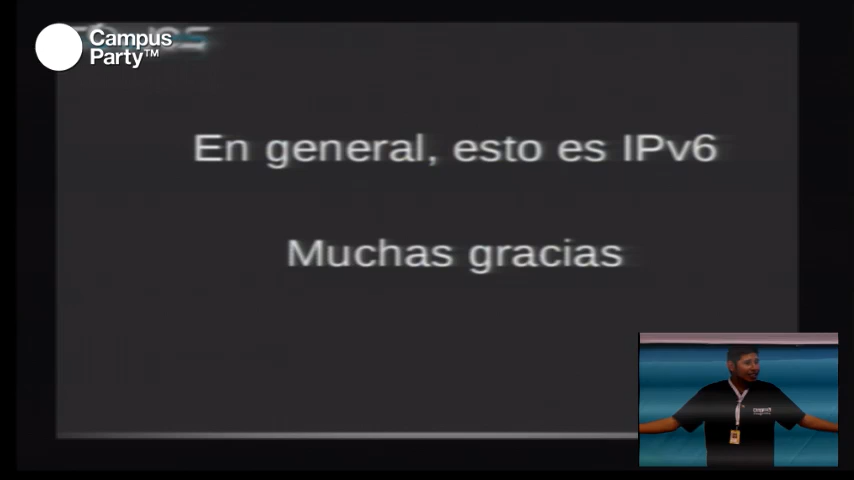 Campus
Party™
En general, esto es IPv6
Muchas gracias